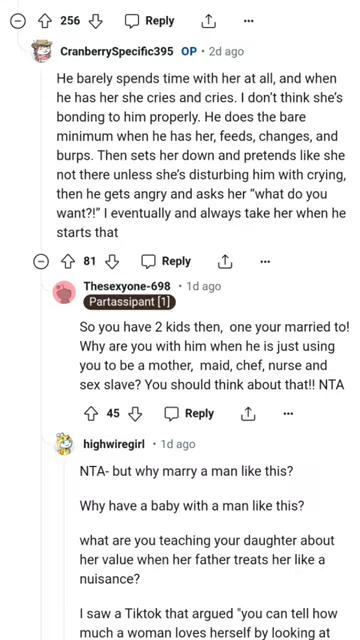 256 Reply
CranberrySpecific395 OP • 2d ago
He barely spends time with her at all, and when
he has her she cries and cries. I don't think she's
bonding to him properly. He does the bare
minimum when he has her, feeds, changes, and
burps. Then sets her down and pretends like she
not there unless she's disturbing him with crying,
then he gets angry and asks her "what do you
want?!" I eventually and always take her when he
starts that
81 Reply
Thesexyone-698 • 1d ago
Partassipant [1]
So you have 2 kids then, one your married to!
Why are you with him when he is just using
you to be a mother, maid, chef, nurse and
sex slave? You should think about that!! NTA
45 Reply
highwiregirl • 1d ago
NTA- but why marry a man like this?
Why have a baby with a man like this?
what are you teaching your daughter about
her value when her father treats her like a
nuisance?
I saw a Tiktok that argued "you can tell how
much a woman loves herself by looking at